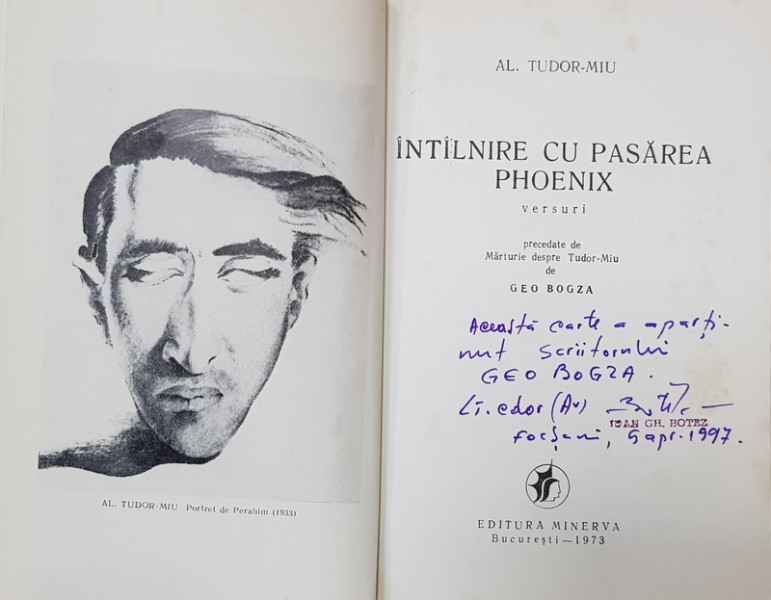 AL. TUDOR-MIU Portret de Perahim (1933)
AL. TUDOR-MIU
ÎNTÎLNIRE CU PASĂREA
PHOENIX
versuri
precedate de
Mărturie despre Tudor-Miu
de
GEO BOGZA
Această carte a aparți-
nut scriitorului
GEO BOGZA.
(Av)
IOAN GH. BOTEZ
Focșani, 5 apr. 1997.
EDITURA MINERVA
București—1973